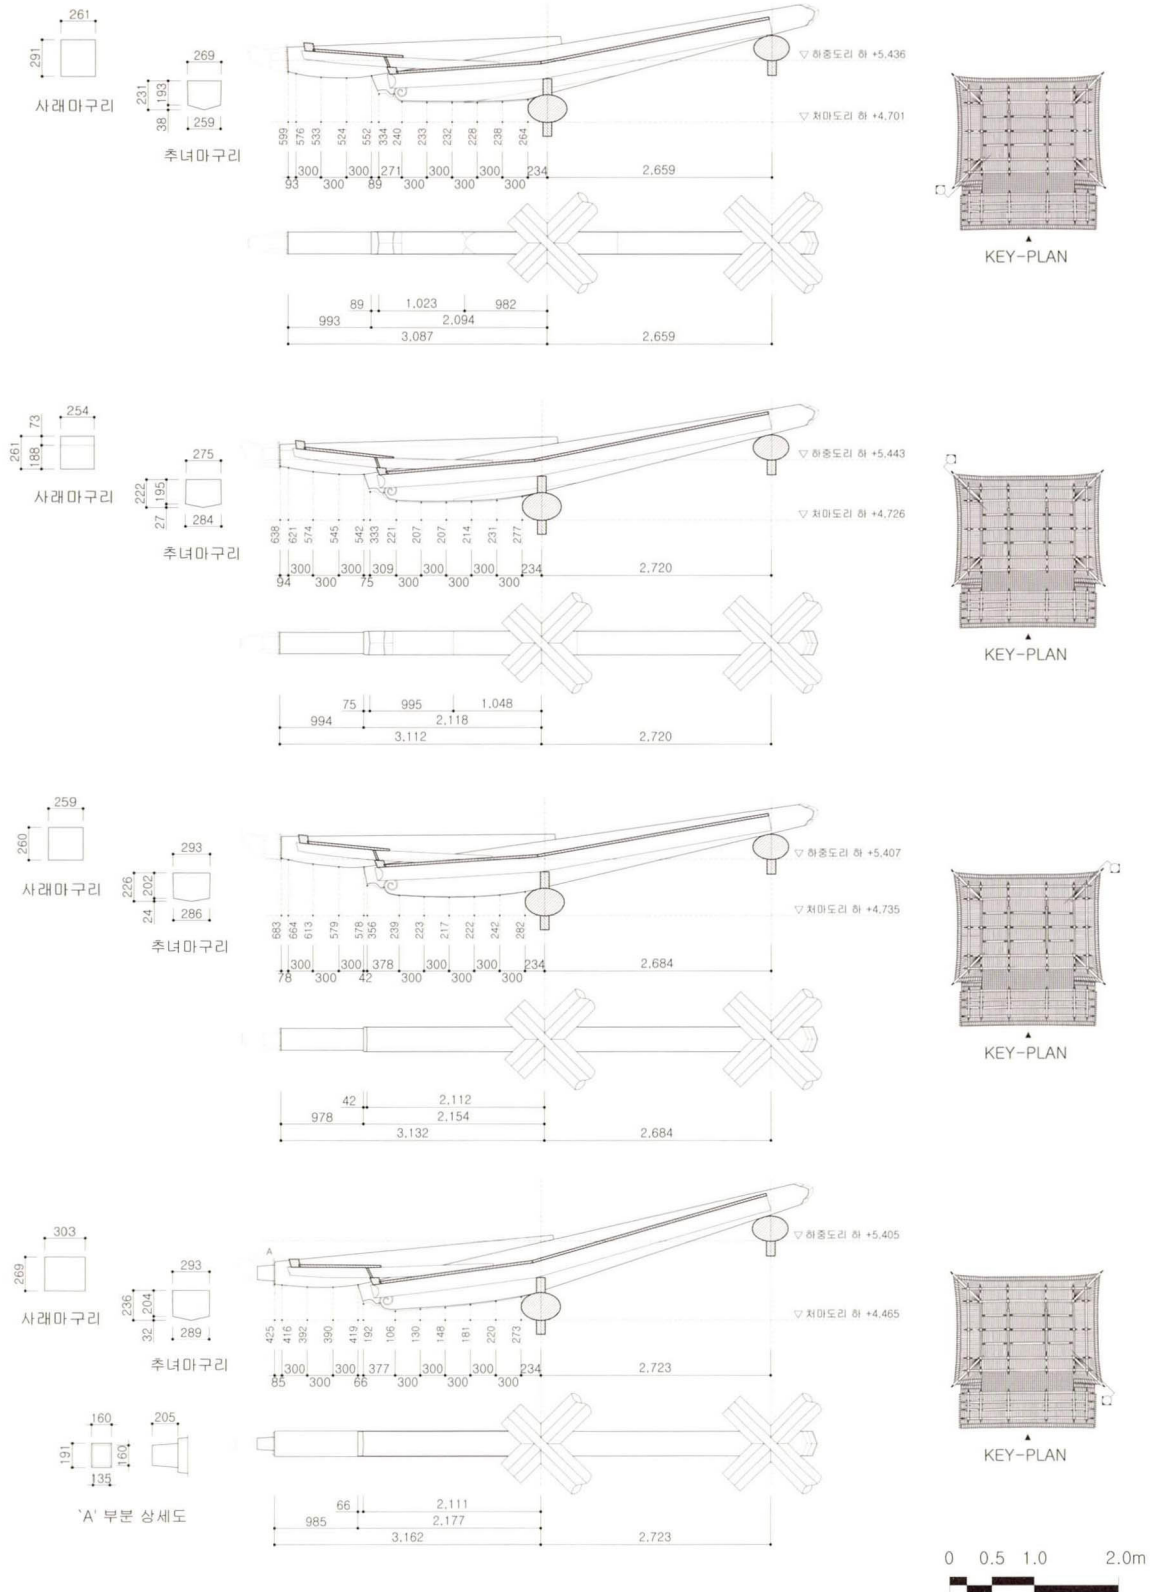 261
291
사래마구리
269
231
193
38
259
추녀마구리
▽ 하중도리 하 +5.436
▽ 처마도리 하 +4.701
599 576 533 524 552 334 240 233 232 228 238 264
300 300 271 300 300 234 2.659
93 300 300 89 300 300 300
89 1.023 982
993 2.094
3.087 2.659
KEY-PLAN
254
73
261
188
사래마구리
275
222
195
27
284
추녀마구리
▽ 하중도리 하 +5.443
▽ 처마도리 하 +4.726
638 621 574 545 542 333 221 207 207 214 231 277
300 300 309 300 300 234 2.720
94 300 75 300 300 300
75 995 1.048
994 2.118
3.112 2.720
KEY-PLAN
259
260
사래마구리
293
226
202
24
286
추녀마구리
▽ 하중도리 하 +5.407
▽ 처마도리 하 +4.735
683 664 613 579 578 356 239 223 217 222 242 282
300 300 378 300 300 234 2.684
78 300 42 300 300 300
42 2.112
978 2.154
3.132 2.684
KEY-PLAN
303
269
사래마구리
293
236
204
32
289
추녀마구리
A
▽ 하중도리 하 +5.405
▽ 처마도리 하 +4.465
425 416 392 390 419 192 106 130 148 181 220 273
300 300 377 300 300 234 2.723
85 300 66 300 300 300
160
191
135
205
160
'A' 부분 상세도
66 2.111
985 2.177
3.162 2.723
KEY-PLAN
0 0.5 1.0 2.0m